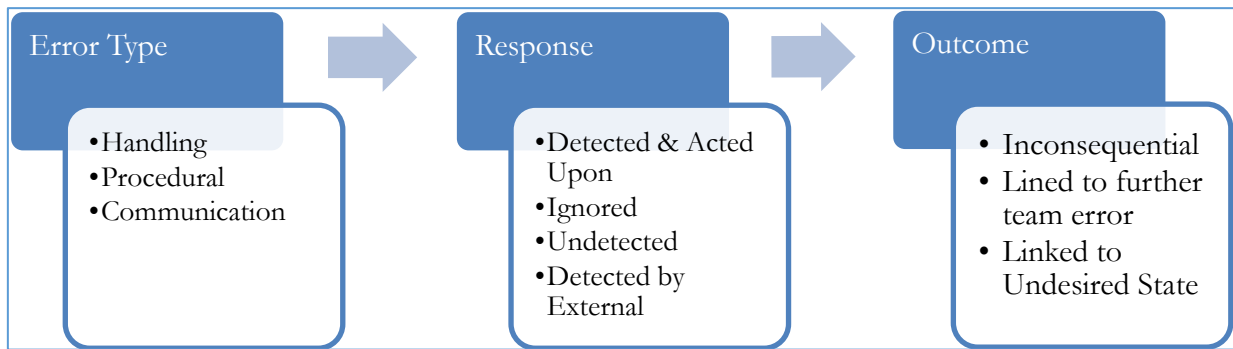 Error Type
•Handling
•Procedural
•Communication
Response
•Detected & Acted
Upon
•Ignored
•Undetected
•Detected by
External
Outcome
• Inconsequential
• Lined to further
team error
• Linked to
Undesired State